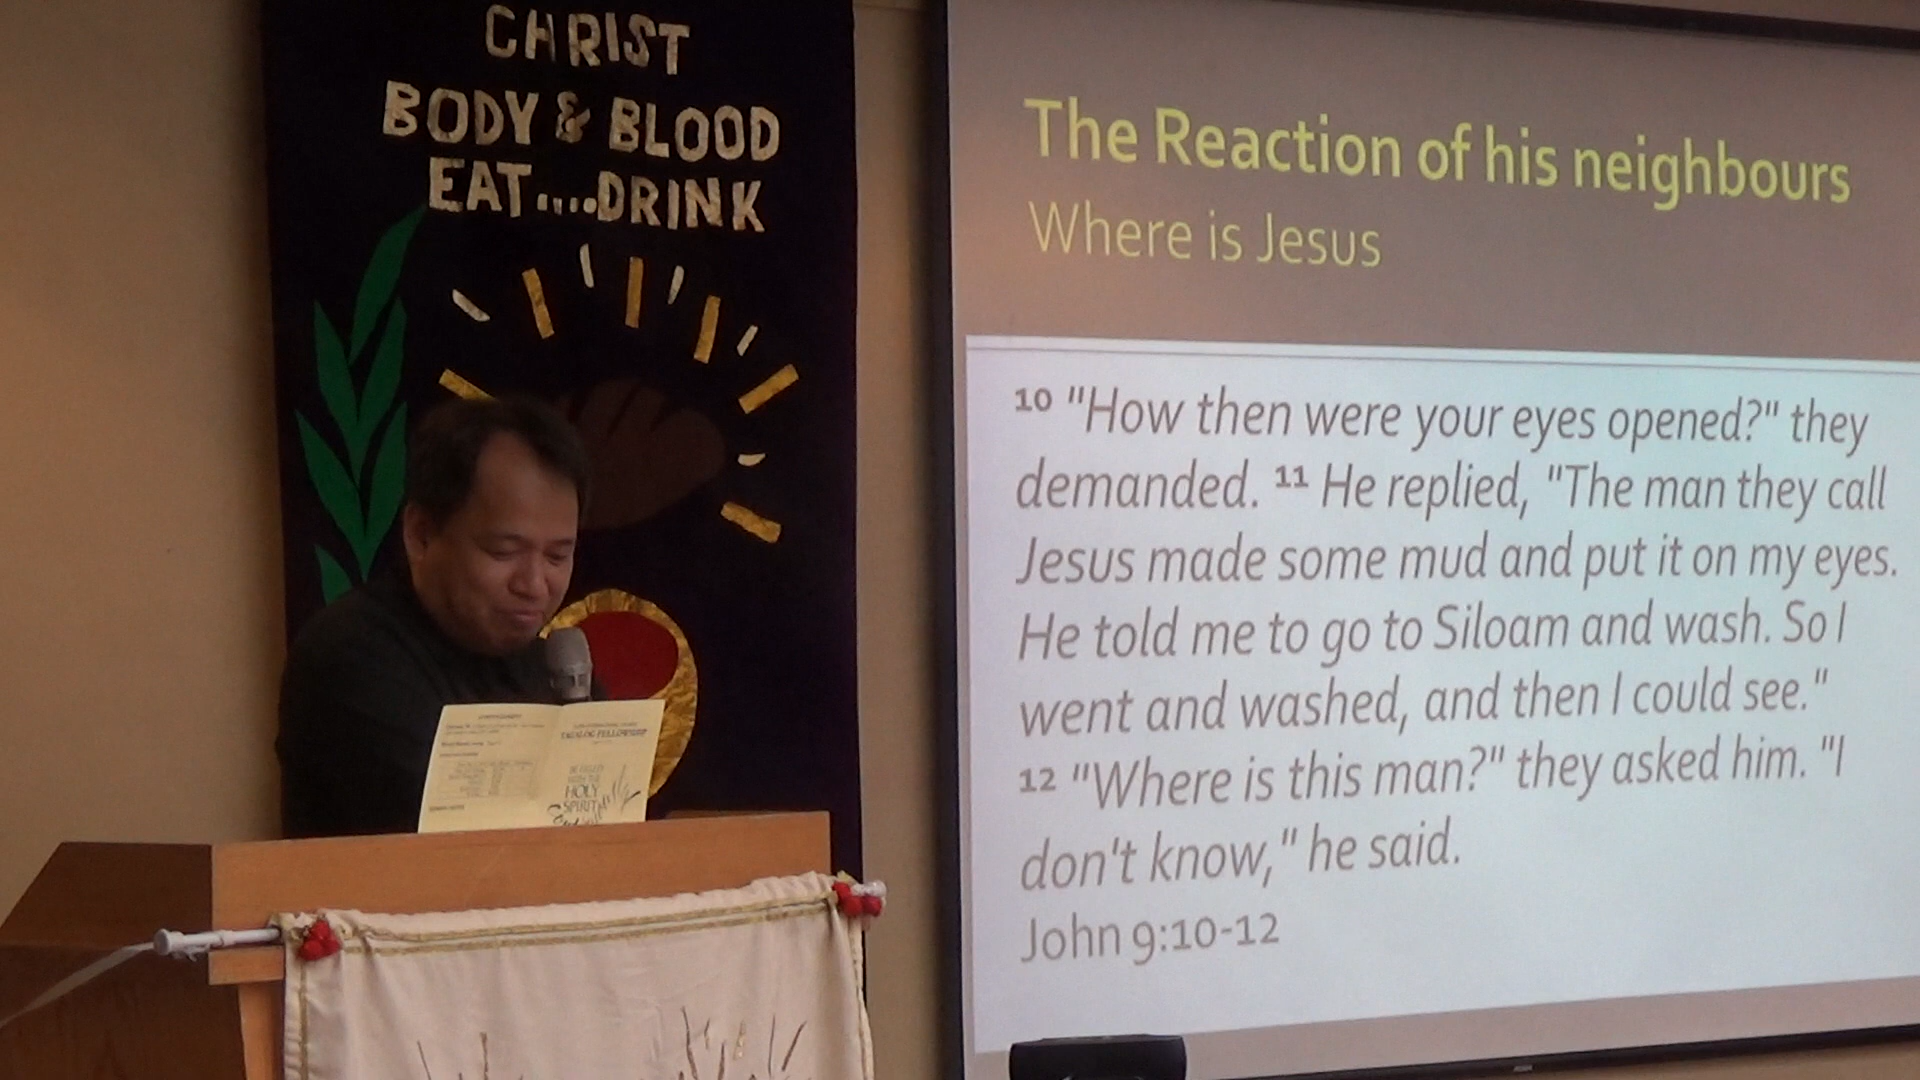 CHRIST
BODY & BLOOD
EAT....DRINK
The Reaction of his neighbours
Where is Jesus
10 "How then were your eyes opened?" they
demanded. 11 He replied, "The man they call
Jesus made some mud and put it on my eyes.
He told me to go to Siloam and wash. So I
went and washed, and then I could see."
12 "Where is this man?" they asked him. "I
don't know," he said.
John 9:10-12
TAGALOG FELLOWSHIP
BE FILLED
WITH THE
HOLY
SPIRIT